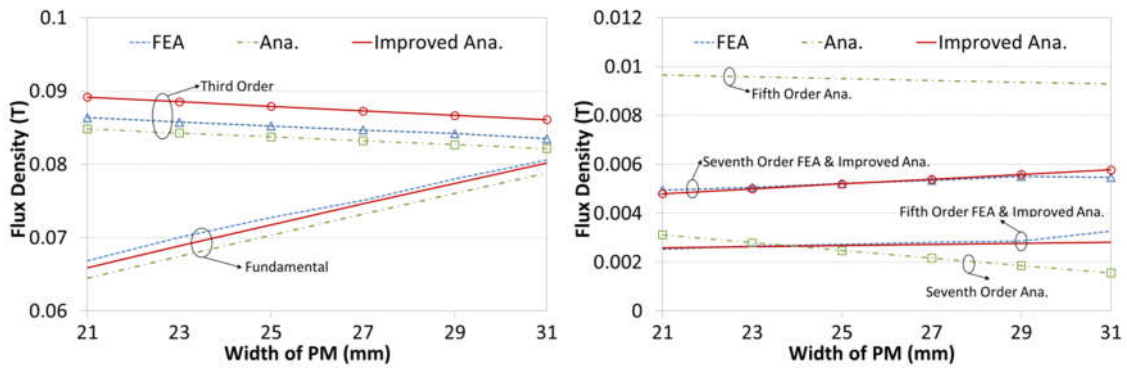 0.1
FEA Ana. Improved Ana.
Third Order
0.09
0.08
0.07
Fundamental
0.06
21 23 25 27 29 31
Width of PM (mm)
Flux Density (T)
0.012
FEA Ana. Improved Ana.
0.01
Fifth Order Ana.
0.008
Seventh Order FEA & Improved Ana.
0.006
Fifth Order FEA & Improved Ana.
0.004
0.002
Seventh Order Ana.
0
21 23 25 27 29 31
Width of PM (mm)
Flux Density (T)